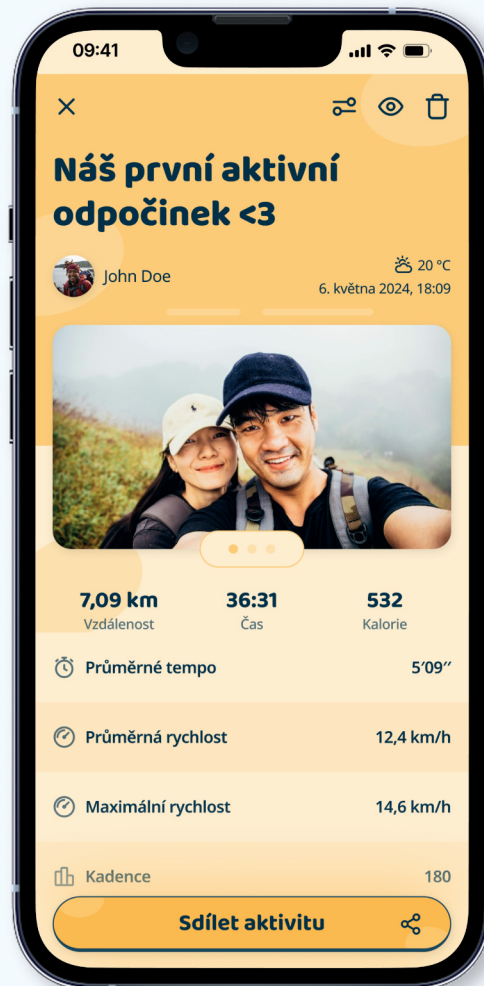 09:41
Náš první aktivní
odpočinek <3
John Doe
20 °C
6. května 2024, 18:09
7,09 km
36:31
532
Vzdálenost
Čas
Kalorie
Průměrné tempo
5′09′′
Průměrná rychlost
12,4 km/h
Maximální rychlost
14,6 km/h
Kadence
180
Sdílet aktivitu